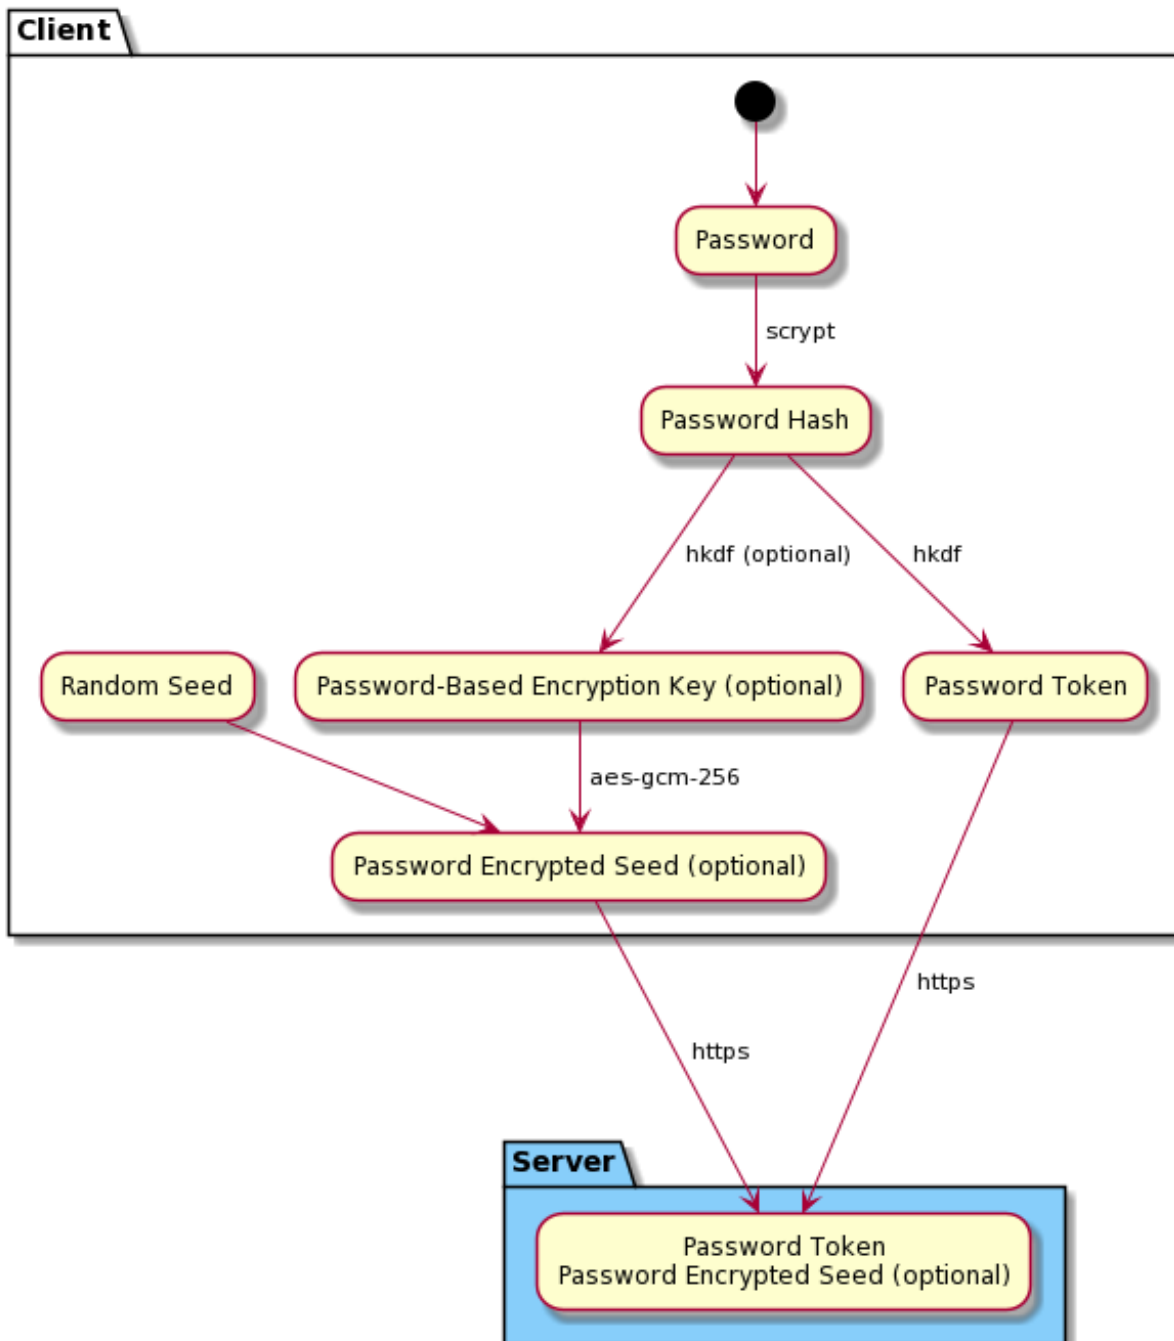 Client
Password
scrypt
Password Hash
hkdf (optional)
hkdf
Random Seed
Password-Based Encryption Key (optional)
Password Token
aes-gcm-256
Password Encrypted Seed (optional)
https
https
Server
Password Token
Password Encrypted Seed (optional)